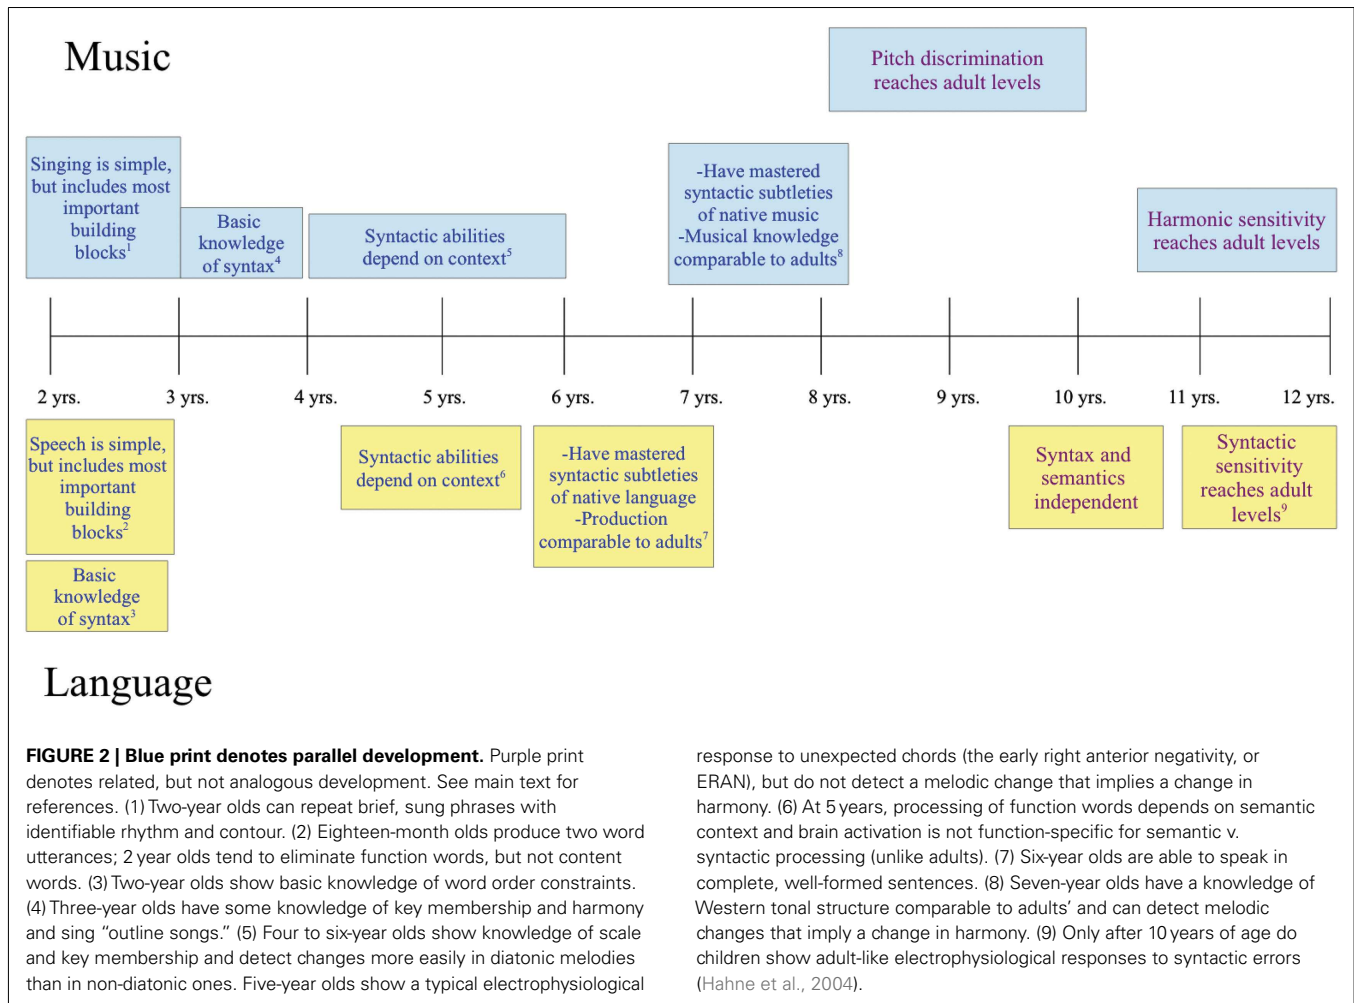 Music
Pitch discrimination
reaches adult levels
Singing is simple,
but includes most
important
building
blocks1
Basic
knowledge
of syntax4
Syntactic abilities
depend on context5
-Have mastered
syntactic subtleties
of native music
-Musical knowledge
comparable to adults8
Harmonic sensitivity
reaches adult levels
2 yrs. 3 yrs. 4 yrs. 5 yrs. 6 yrs. 7 yrs. 8 yrs. 9 yrs. 10 yrs. 11 yrs. 12 yrs.
Speech is simple,
but includes most
important
building
blocks2
Basic
knowledge
of syntax3
Syntactic abilities
depend on context6
-Have mastered
syntactic subtleties
of native language
-Production
comparable to adults7
Syntax and
semantics
independent
Syntactic
sensitivity
reaches adult
levels9
Language
FIGURE 2 | Blue print denotes parallel development. Purple print
denotes related, but not analogous development. See main text for
references. (1) Two-year olds can repeat brief, sung phrases with
identifiable rhythm and contour. (2) Eighteen-month olds produce two word
utterances; 2 year olds tend to eliminate function words, but not content
words. (3) Two-year olds show basic knowledge of word order constraints.
(4) Three-year olds have some knowledge of key membership and harmony
and sing “outline songs.” (5) Four to six-year olds show knowledge of scale
and key membership and detect changes more easily in diatonic melodies
than in non-diatonic ones. Five-year olds show a typical electrophysiological
response to unexpected chords (the early right anterior negativity, or
ERAN), but do not detect a melodic change that implies a change in
harmony. (6) At 5 years, processing of function words depends on semantic
context and brain activation is not function-specific for semantic v.
syntactic processing (unlike adults). (7) Six-year olds are able to speak in
complete, well-formed sentences. (8) Seven-year olds have a knowledge of
Western tonal structure comparable to adults’ and can detect melodic
changes that imply a change in harmony. (9) Only after 10 years of age do
children show adult-like electrophysiological responses to syntactic errors
(Hahne et al., 2004).